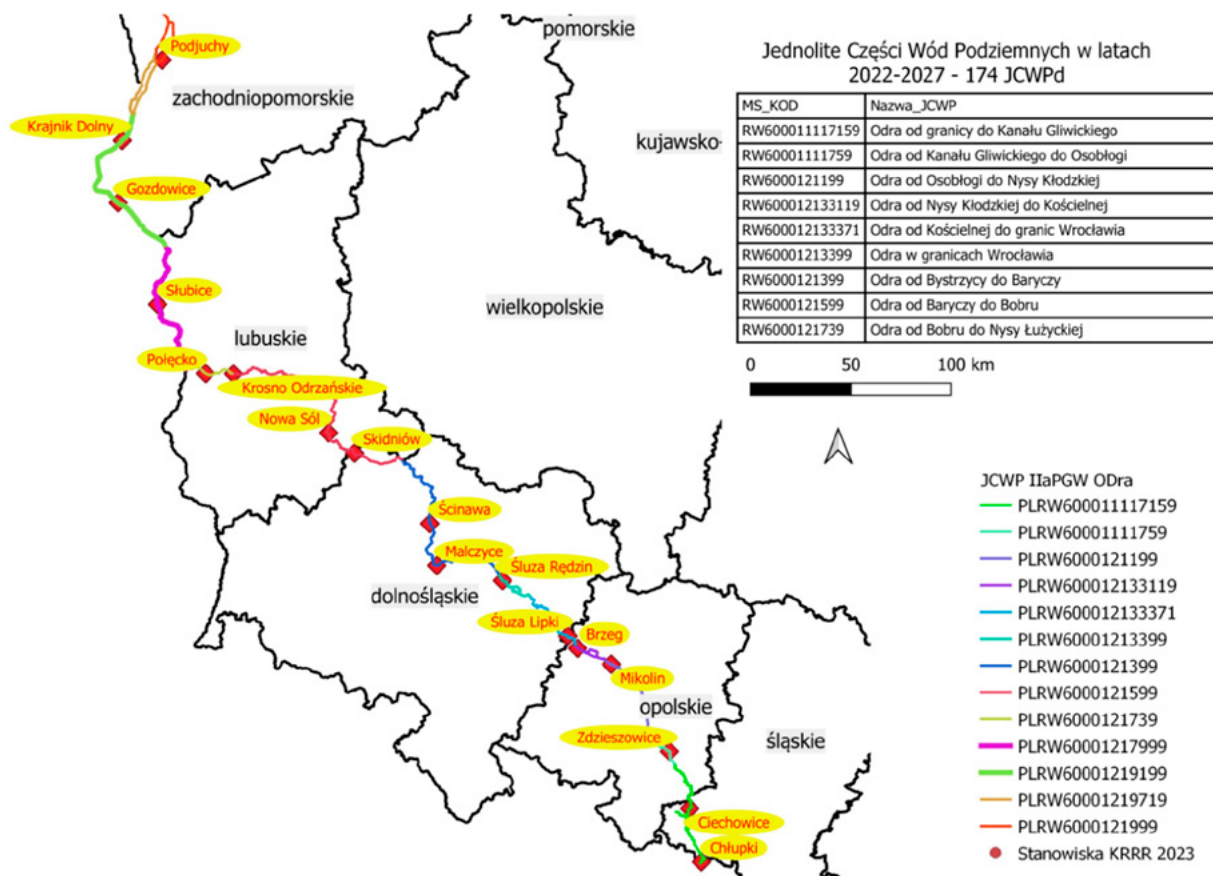 pomorskie
Podjuchy
zachodniopomorskie
Krajnik Dolny
kujawsko-
Gozdowice
Słubice
wielkopolskie
lubuskie
Połęcko
Krosno Odrzańskie
Nowa Sól
Skidniów
Ścinawa
Malczyce
Śluza Rędzin
dolnośląskie
Śluza Lipki
Brzeg
Mikolin
opolskie
Zdzieszowice
śląskie
Ciechowice
Chłupki
Jednolite Części Wód Podziemnych w latach
2022-2027 - 174 JCWPd
MS_KOD Nazwa_JCWP
RW600011117159 Odra od granicy do Kanału Gliwickiego
RW60001111759 Odra od Kanału Gliwickiego do Osobłogi
RW6000121199 Odra od Osobłogi do Nysy Kłodzkiej
RW600012133119 Odra od Nysy Kłodzkiej do Kościelnej
RW600012133371 Odra od Kościelnej do granic Wrocławia
RW60001213399 Odra w granicach Wrocławia
RW6000121399 Odra od Bystrzycy do Baryczy
RW6000121599 Odra od Baryczy do Bobru
RW6000121739 Odra od Bobru do Nysy Łużyckiej
0 50 100 km
JCWP IIaPGW ODra
PLRW600011117159
PLRW60001111759
PLRW6000121199
PLRW600012133119
PLRW600012133371
PLRW60001213399
PLRW6000121399
PLRW6000121599
PLRW6000121739
PLRW60001217999
PLRW60001219199
PLRW60001219719
PLRW6000121999
Stanowiska KRRR 2023